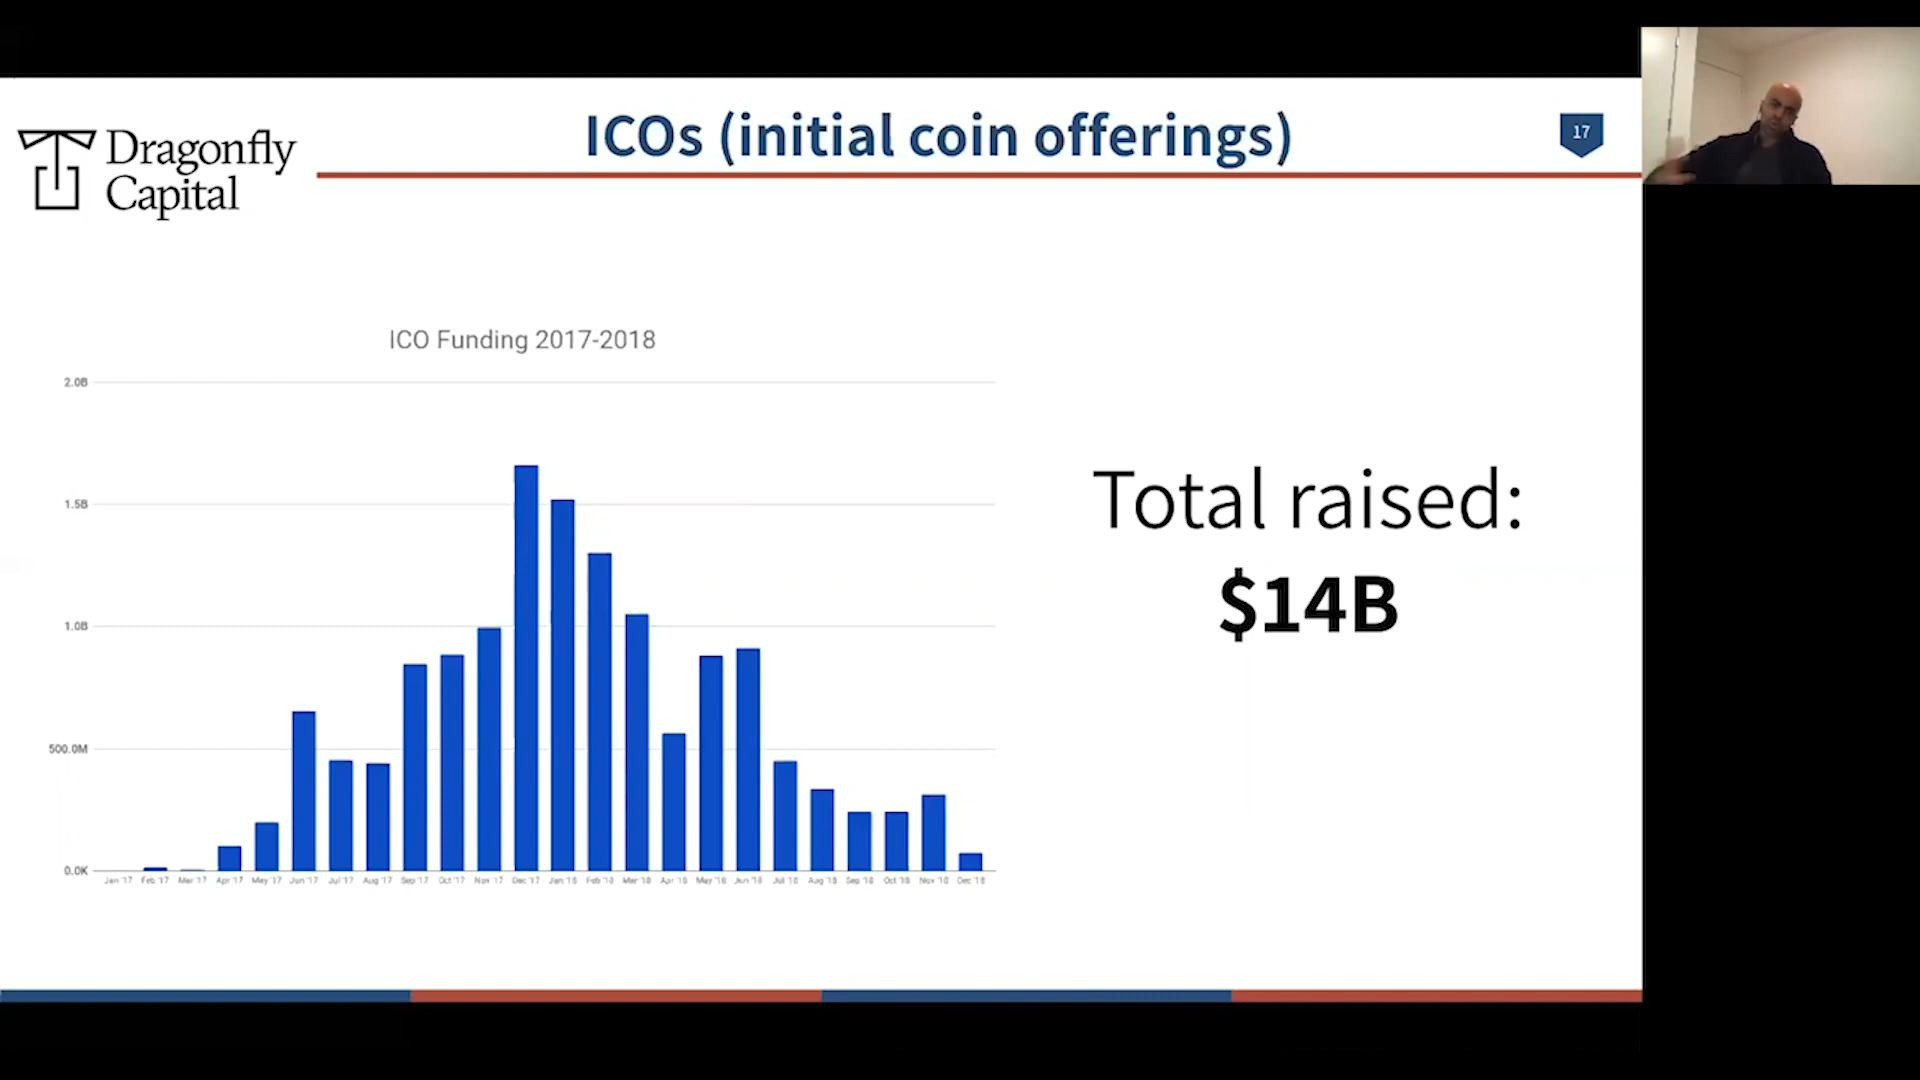 Dragonfly
Capital
ICOs (initial coin offerings)
17
ICO Funding 2017-2018
2.0B
1.5B
1.0B
500.0M
0.0K
Jan '17 Feb '17 Mar '17 Apr '17 May '17 Jun '17 Jul '17 Aug '17 Sep '17 Oct '17 Nov '17 Dec '17 Jan '18 Feb '18 Mar '18 Apr '18 May '18 Jun '18 Jul '18 Aug '18 Sep '18 Oct '18 Nov '18 Dec '18
Total raised:
$14B